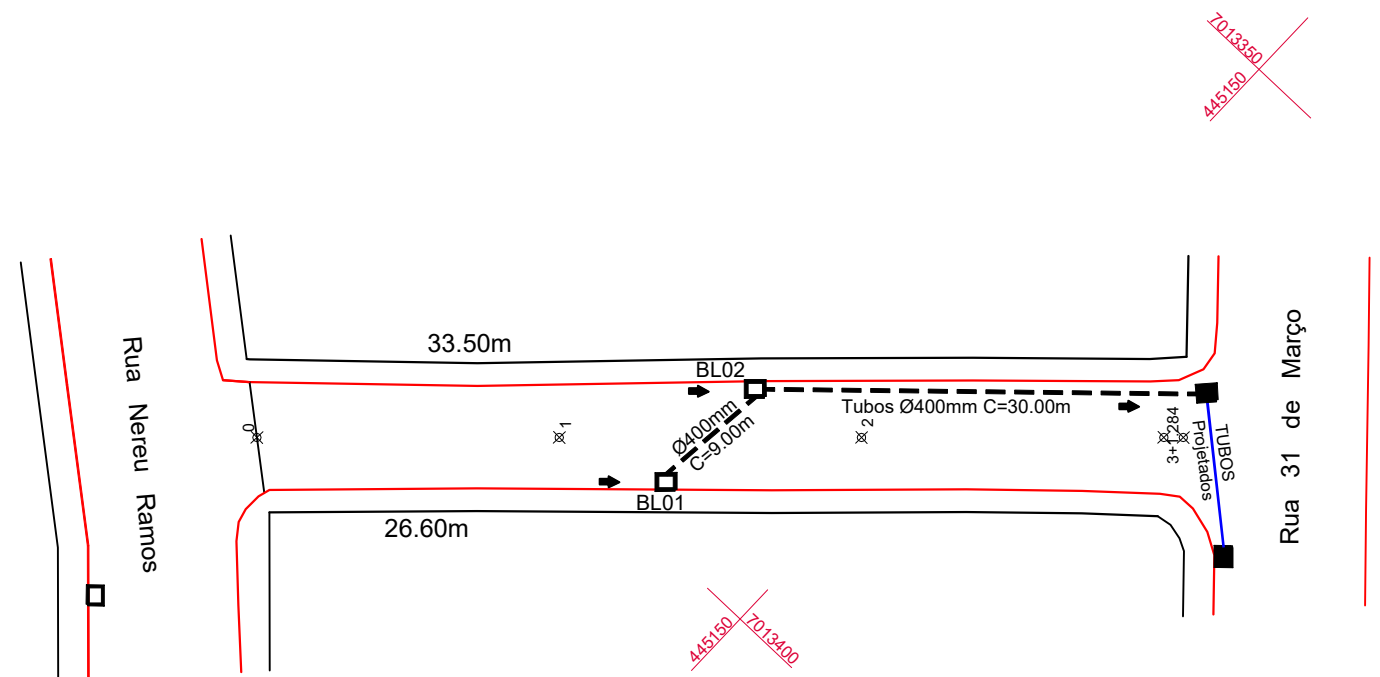 7013350
445150
33.50m
BL02
Rua Nereu Ramos
Ø400mm
C=9.00m
Tubos Ø400mm C=30.00m
0
1
2
3+1.284
TUBOS
Projetados
Rua 31 de Março
BL01
26.60m
445150
7013400